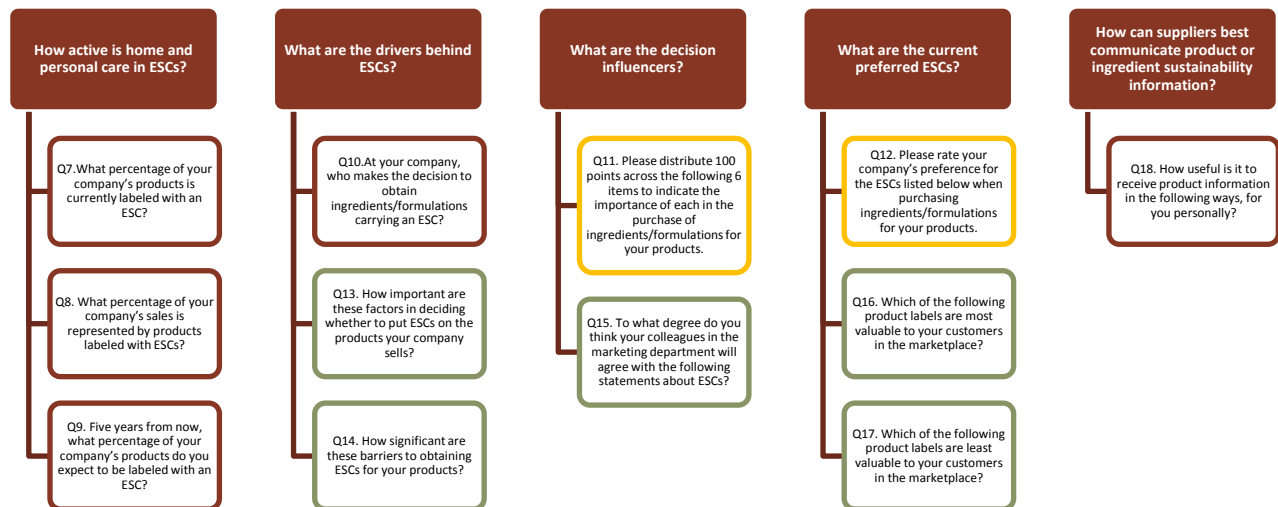 How active is home and
personal care in ESCs?
Q7.What percentage of your
company's products is
currently labeled with an
ESC?
Q8. What percentage of your
company's sales is
represented by products
labeled with ESCs?
Q9. Five years from now,
what percentage of your
company's products do you
expect to be labeled with an
ESC?
What are the drivers behind
ESCs?
Q10.At your company,
who makes the decision to
obtain
ingredients/formulations
carrying an ESC?
Q13. How important are
these factors in deciding
whether to put ESCs on the
products your company
sells?
Q14. How significant are
these barriers to obtaining
ESCs for your products?
What are the decision
influencers?
Q11. Please distribute 100
points across the following 6
items to indicate the
importance of each in the
purchase of
ingredients/formulations for
your products.
Q15. To what degree do you
think your colleagues in the
marketing department will
agree with the following
statements about ESCs?
What are the current
preferred ESCs?
Q12. Please rate your
company's preference for
the ESCs listed below when
purchasing
ingredients/formulations
for your products.
Q16. Which of the following
product labels are most
valuable to your customers
in the marketplace?
Q17. Which of the following
product labels are least
valuable to your customers
in the marketplace?
How can suppliers best
communicate product or
ingredient sustainability
information?
Q18. How useful is it to
receive product information
in the following ways, for
you personally?